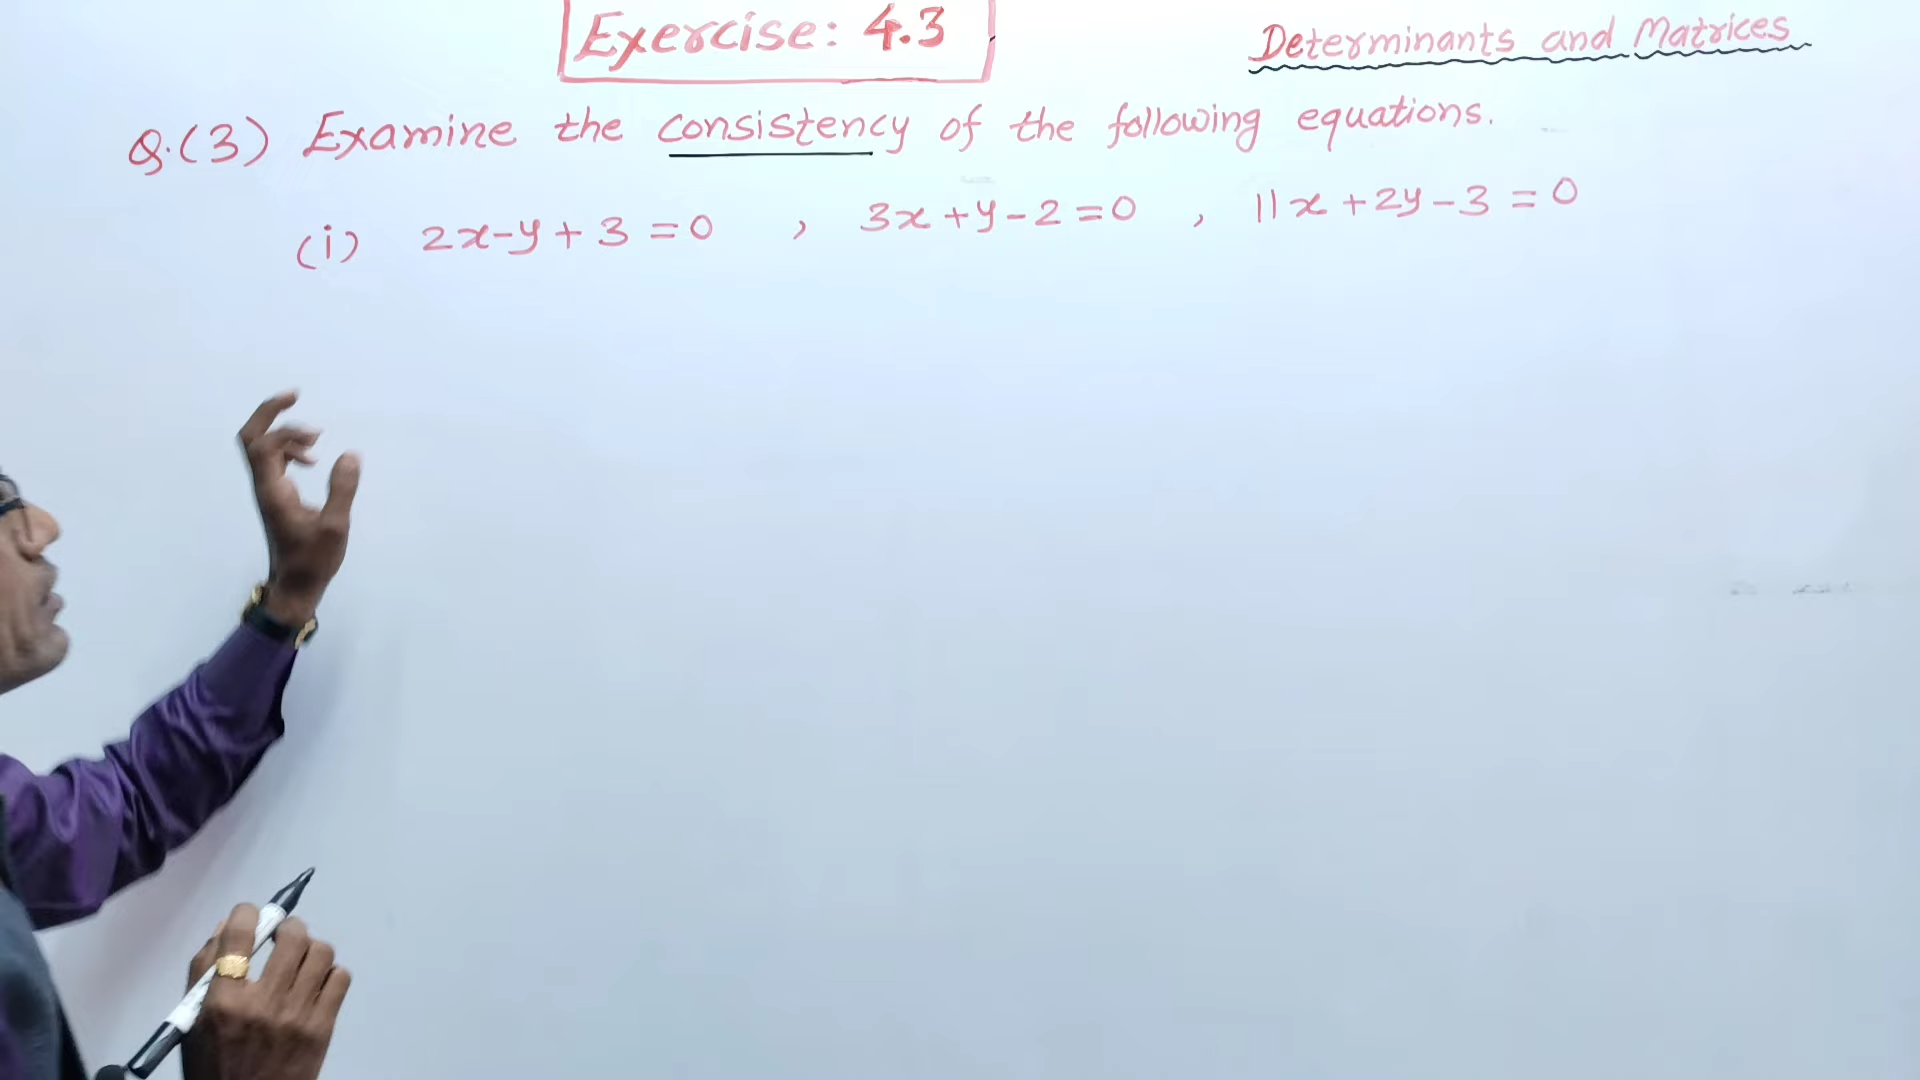 Exercise: 4.3
Determinants and Matrices
Q.(3) Examine the consistency of the following equations.
(i) 2x-y+3=0 , 3x+y-2=0 , 11x+2y-3=0